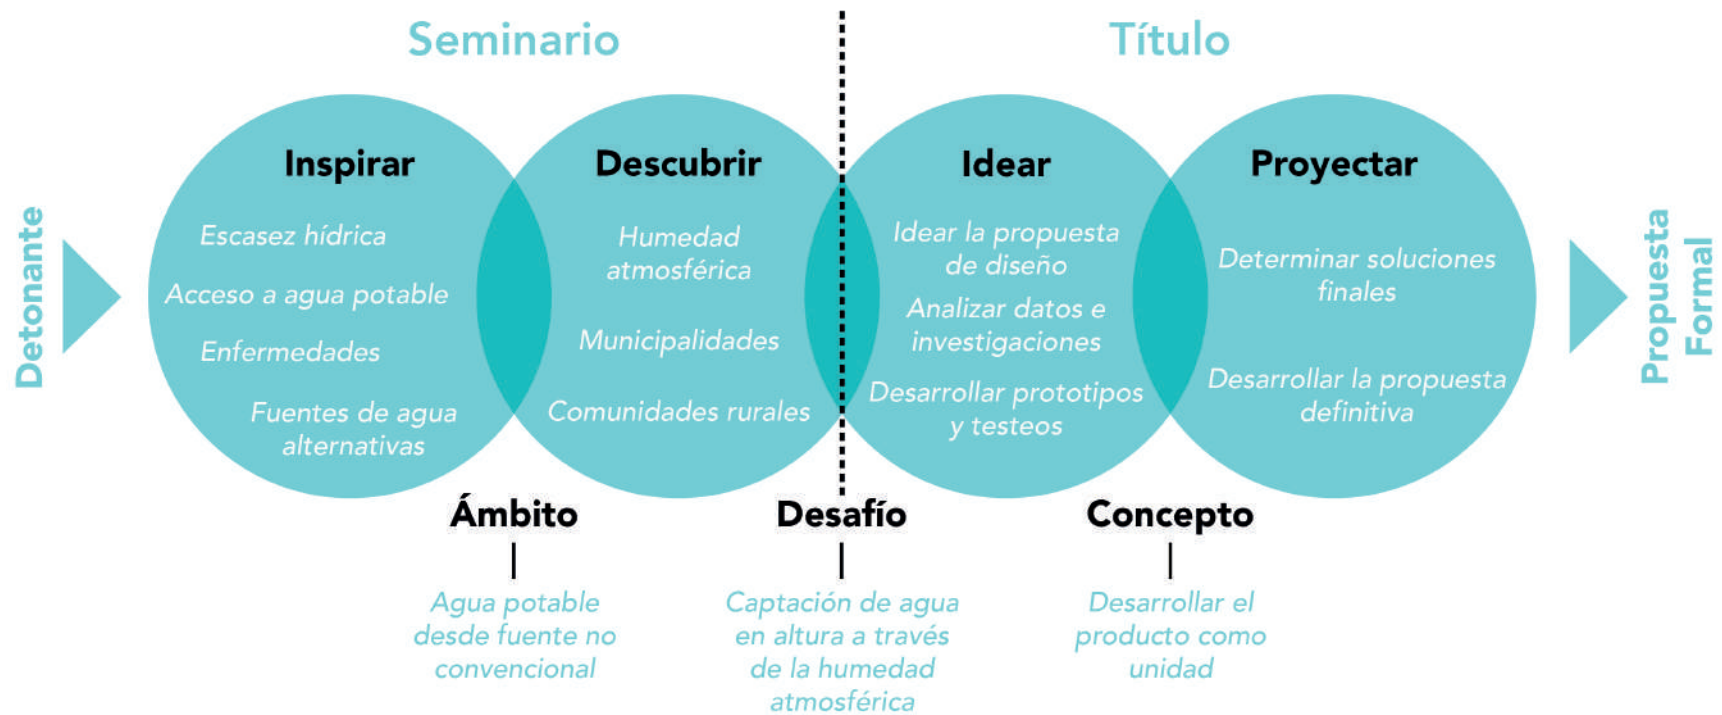 Seminario
Título
Detonante
Inspirar
Escasez hídrica
Acceso a agua potable
Enfermedades
Fuentes de agua
alternativas
Descubrir
Humedad
atmosférica
Municipalidades
Comunidades rurales
Idear
Idear la propuesta
de diseño
Analizar datos e
investigaciones
Desarrollar prototipos
y testeos
Proyectar
Determinar soluciones
finales
Desarrollar la propuesta
definitiva
Propuesta
Formal
Ámbito
Agua potable
desde fuente no
convencional
Desafío
Captación de agua
en altura a través
de la humedad
atmosférica
Concepto
Desarrollar el
producto como
unidad